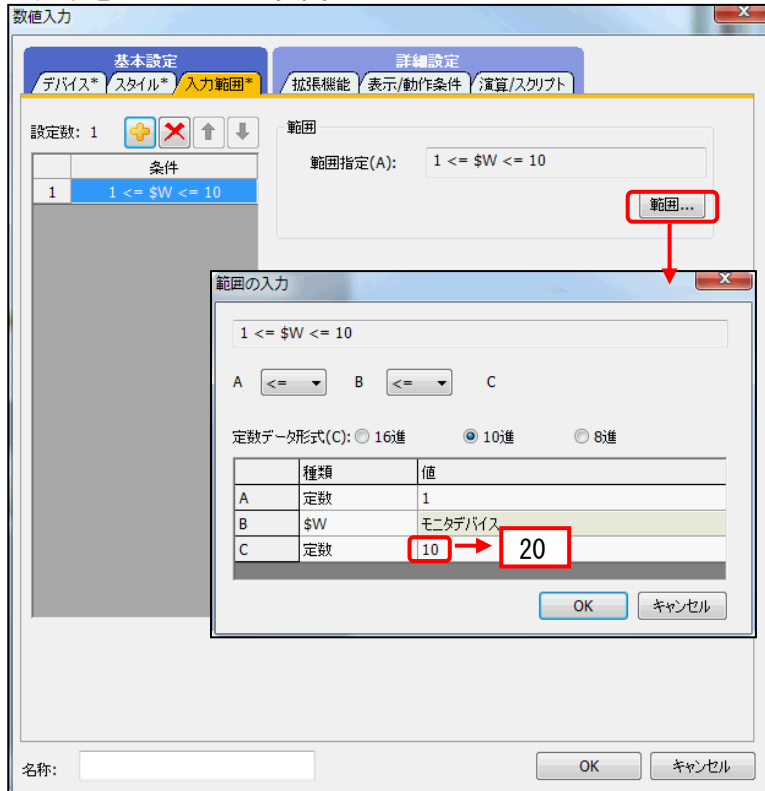 数値入力
基本設定
詳細設定
デバイス* スタイル* 入力範囲* 拡張機能 表示/動作条件 演算/スクリプト
設定数: 1
条件
1 1 <= $W <= 10
範囲
範囲指定(A): 1 <= $W <= 10
範囲...
範囲の入力
1 <= $W <= 10
A <= B <= C
定数データ形式(C): 16進 10進 8進
種類 値
A 定数 1
B $W モニタデバイス
C 定数 10 20
OK キャンセル
名称:
OK キャンセル